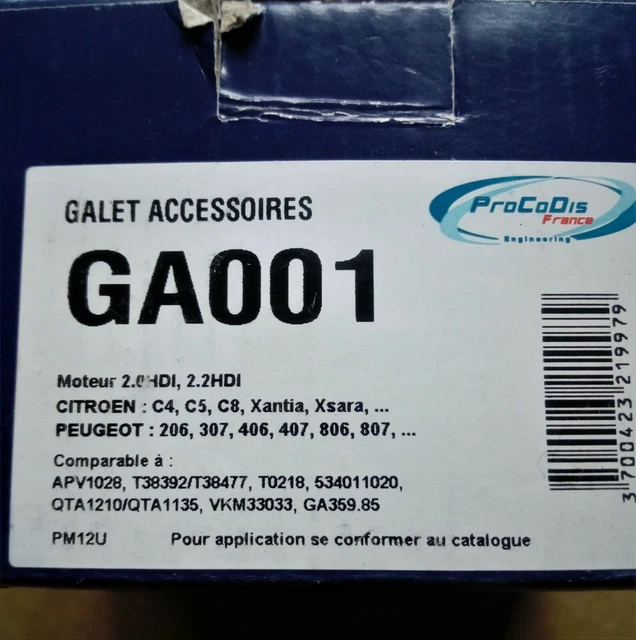 GALET ACCESSOIRES
ProCoDis
France
Engineering
GA001
Moteur 2.0HDI, 2.2HDI
CITROEN : C4, C5, C8, Xantia, Xsara, ...
PEUGEOT : 206, 307, 406, 407, 806, 807, ...
Comparable à :
APV1028, T38392/T38477, T0218, 534011020,
QTA1210/QTA1135, VKM33033, GA359.85
PM12U Pour application se conformer au catalogue
3 700423 219979